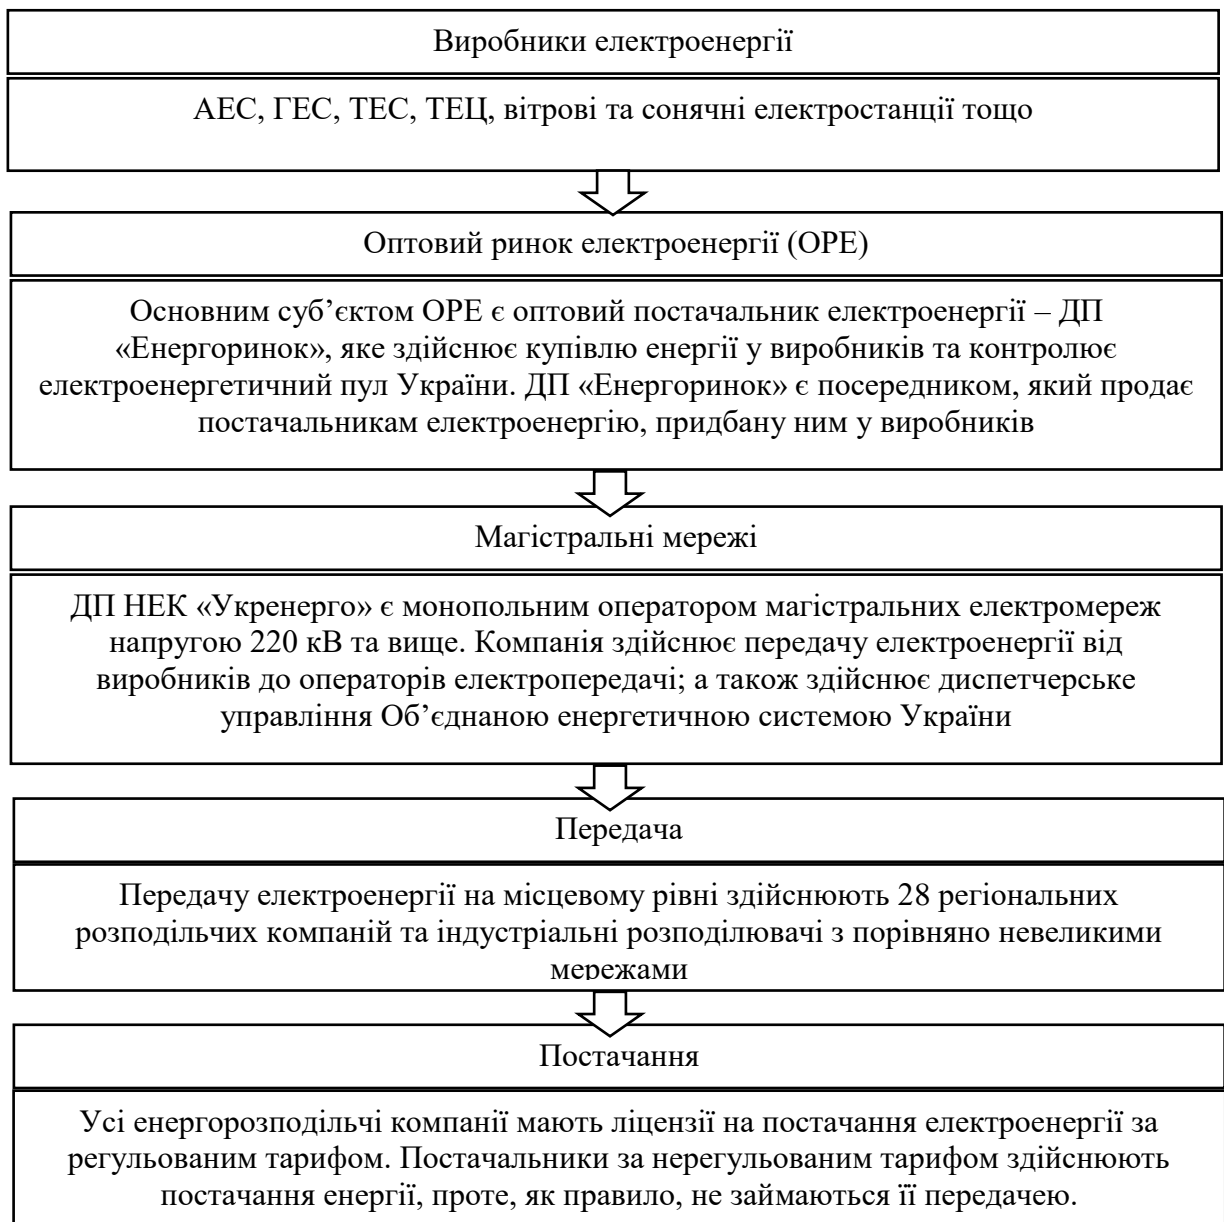 Виробники електроенергії
АЕС, ГЕС, ТЕС, ТЕЦ, вітрові та сонячні електростанції тощо
Оптовий ринок електроенергії (ОРЕ)
Основним суб’єктом ОРЕ є оптовий постачальник електроенергії – ДП
«Енергоринок», яке здійснює купівлю енергії у виробників та контролює
електроенергетичний пул України. ДП «Енергоринок» є посередником, який продає
постачальникам електроенергію, придбану ним у виробників
Магістральні мережі
ДП НЕК «Укренерго» є монопольним оператором магістральних електромереж
напругою 220 кВ та вище. Компанія здійснює передачу електроенергії від
виробників до операторів електропередачі; а також здійснює диспетчерське
управління Об’єднаною енергетичною системою України
Передача
Передачу електроенергії на місцевому рівні здійснюють 28 регіональних
розподільчих компаній та індустріальні розподілювачі з порівняно невеликими
мережами
Постачання
Усі енергорозподільчі компанії мають ліцензії на постачання електроенергії за
регульованим тарифом. Постачальники за нерегульованим тарифом здійснюють
постачання енергії, проте, як правило, не займаються її передачею.